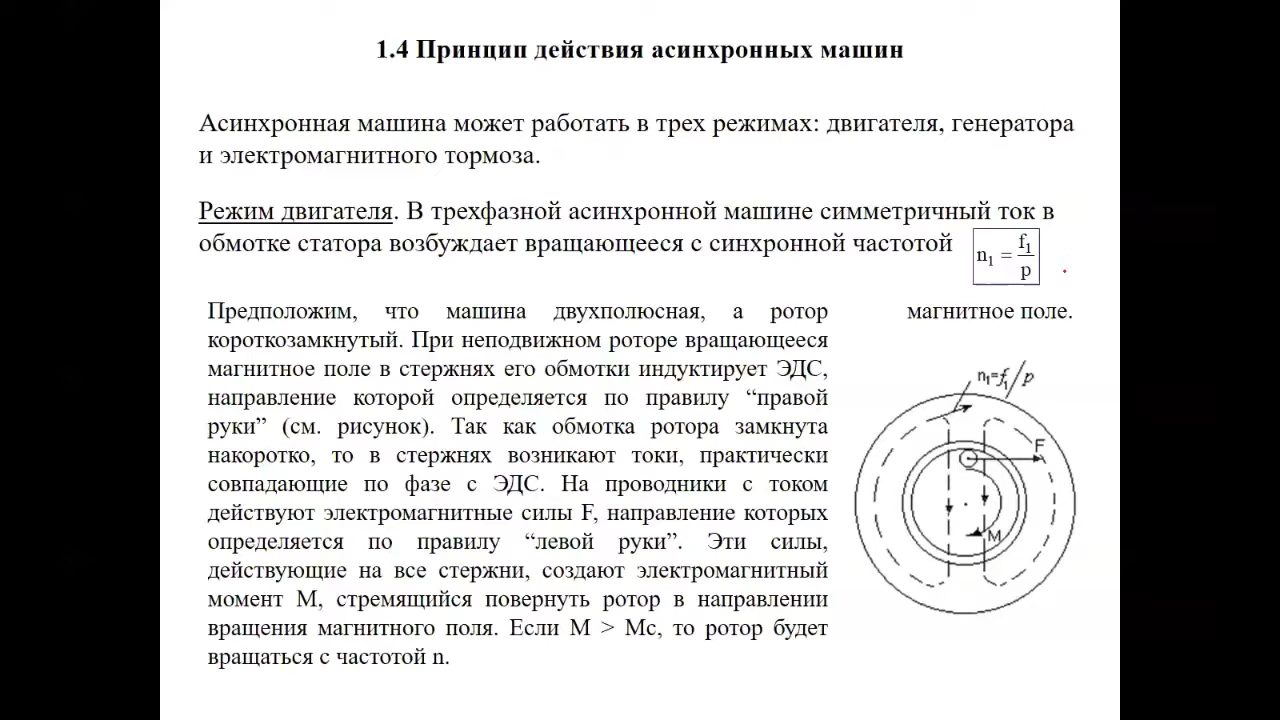 1.4 Принцип действия асинхронных машин
Асинхронная машина может работать в трех режимах: двигателя, генератора
и электромагнитного тормоза.
Режим двигателя. В трехфазной асинхронной машине симметричный ток в
обмотке статора возбуждает вращающееся с синхронной частотой n₁ = f₁/p
магнитное поле.
Предположим, что машина двухполюсная, а ротор
короткозамкнутый. При неподвижном роторе вращающееся
магнитное поле в стержнях его обмотки индуктирует ЭДС,
направление которой определяется по правилу “правой
руки” (см. рисунок). Так как обмотка ротора замкнута
накоротко, то в стержнях возникают токи, практически
совпадающие по фазе с ЭДС. На проводники с током
действуют электромагнитные силы F, направление которых
определяется по правилу “левой руки”. Эти силы,
действующие на все стержни, создают электромагнитный
момент М, стремящийся повернуть ротор в направлении
вращения магнитного поля. Если М > Мс, то ротор будет
вращаться с частотой n.
n₁=f₁/p
F
M